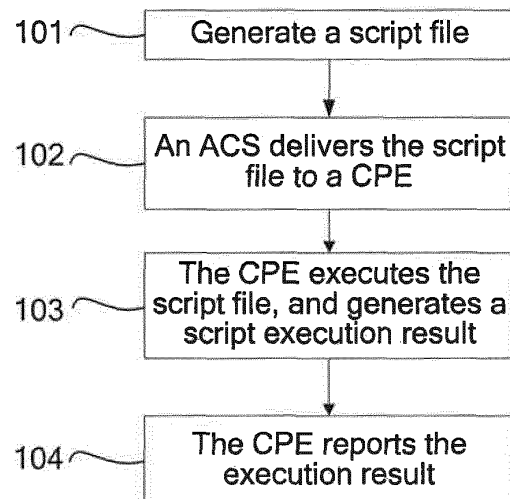 101
Generate a script file
102
An ACS delivers the script
file to a CPE
103
The CPE executes the
script file, and generates a
script execution result
104
The CPE reports the
execution result